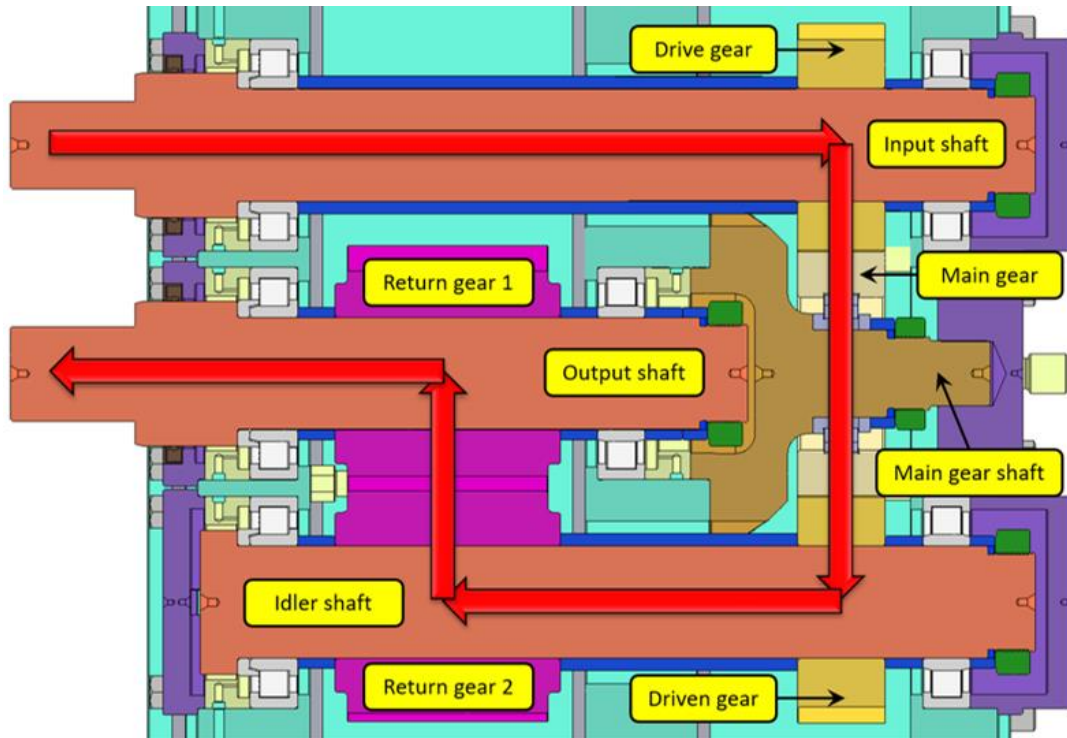 Drive gear
Input shaft
Return gear 1
Main gear
Output shaft
Main gear shaft
Idler shaft
Return gear 2
Driven gear